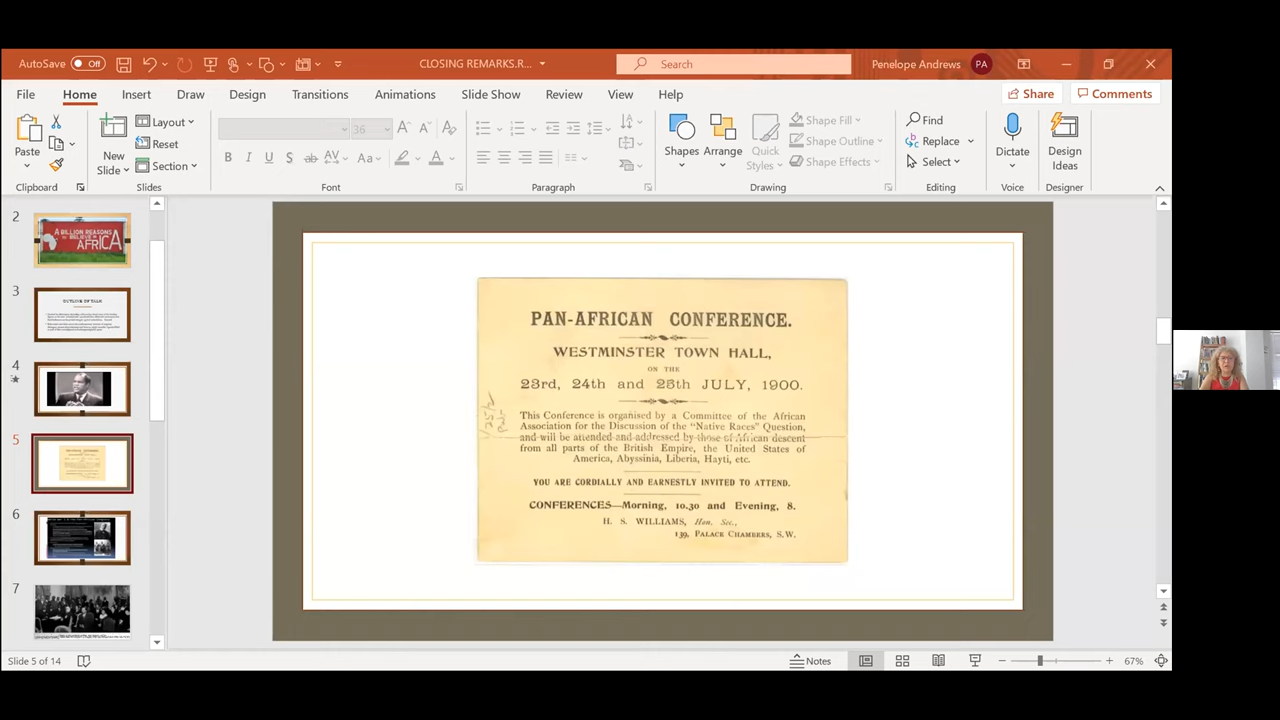 AutoSave Off
CLOSING REMARKS.R...
Search
Penelope Andrews PA
File Home Insert Draw Design Transitions Animations Slide Show Review View Help
Share Comments
Paste
New Slide
Layout
Reset
Section
36
B I U S ab AV Aa A
Shapes
Arrange
Quick Styles
Shape Fill
Shape Outline
Shape Effects
Find
Replace
Select
Dictate
Design Ideas
Clipboard Slides Font Paragraph Drawing Editing Voice Designer
2
A BILLION REASONS
TO BELIEVE IN
AFRICA
3
OUTLINE OF TALK
4
5
6
7
PAN-AFRICAN CONFERENCE.
WESTMINSTER TOWN HALL,
ON THE
23rd, 24th and 25th JULY, 1900.
This Conference is organised by a Committee of the African
Association for the Discussion of the "Native Races" Question,
and will be attended and addressed by those of African descent
from all parts of the British Empire, the United States of
America, Abyssinia, Liberia, Hayti, etc.
YOU ARE CORDIALLY AND EARNESTLY INVITED TO ATTEND.
CONFERENCES—Morning, 10.30 and Evening, 8.
H. S. WILLIAMS, Hon. Sec.,
139, PALACE CHAMBERS, S.W.
Slide 5 of 14
Notes
67%